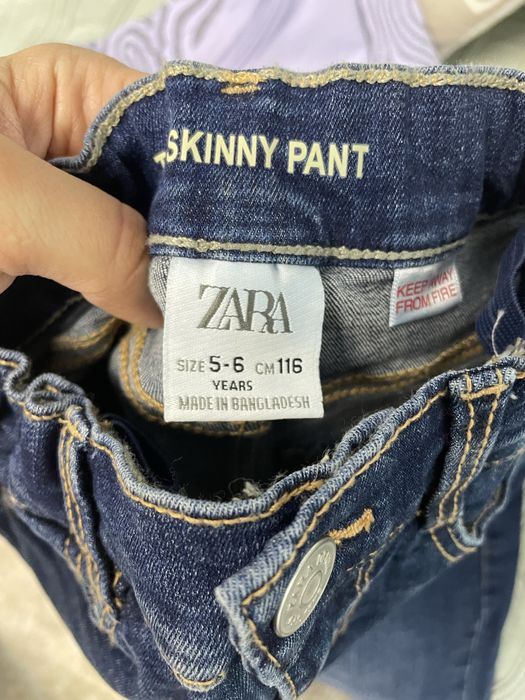 SKINNY PANT
ZARA
SIZE 5-6 CM 116
YEARS
MADE IN BANGLADESH
KEEP AWAY
FROM FIRE